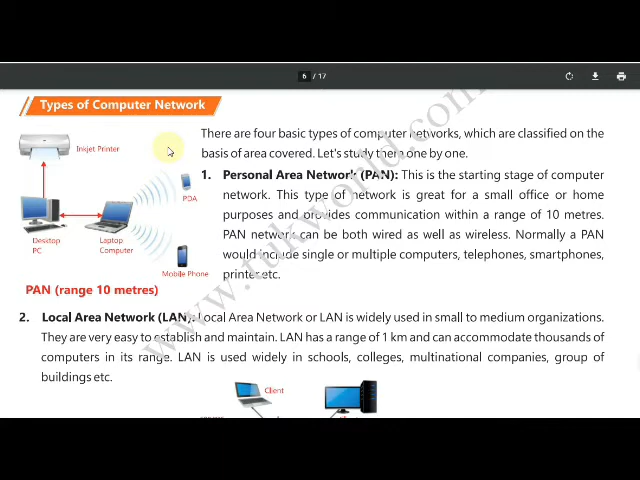 6 / 17
Types of Computer Network
There are four basic types of computer networks, which are classified on the
basis of area covered. Let's study them one by one.
Inkjet Printer
PDA
Desktop
PC
Laptop
Computer
Mobile Phone
PAN (range 10 metres)
1. Personal Area Network (PAN): This is the starting stage of computer
network. This type of network is great for a small office or home
purposes and provides communication within a range of 10 metres.
PAN network can be both wired as well as wireless. Normally a PAN
would include single or multiple computers, telephones, smartphones,
printer etc.
2. Local Area Network (LAN): Local Area Network or LAN is widely used in small to medium organizations.
They are very easy to establish and maintain. LAN has a range of 1 km and can accommodate thousands of
computers in its range. LAN is used widely in schools, colleges, multinational companies, group of
buildings etc.
Client
www.tukworld.com